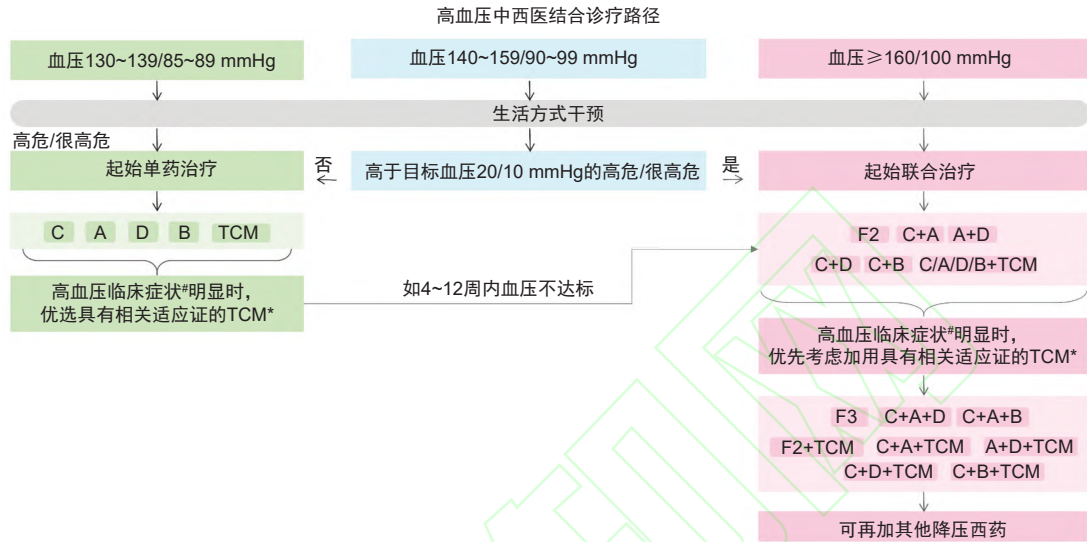 高血压中西医结合诊疗路径
血压130~139/85~89 mmHg
血压140~159/90~99 mmHg
血压≥160/100 mmHg
生活方式干预
高危/很高危
起始单药治疗
否
高于目标血压20/10 mmHg的高危/很高危
是
起始联合治疗
C A D B TCM
F2 C+A A+D
C+D C+B C/A/D/B+TCM
高血压临床症状#明显时，
优选具有相关适应证的TCM*
如4~12周内血压不达标
高血压临床症状#明显时，
优先考虑加用具有相关适应证的TCM*
F3 C+A+D C+A+B
F2+TCM C+A+TCM A+D+TCM
C+D+TCM C+B+TCM
可再加其他降压西药